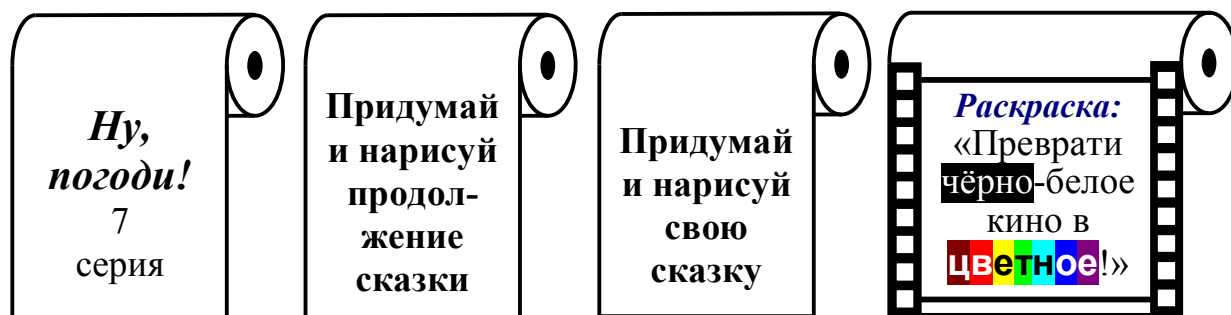 Ну,
погоди!
7
серия
Придумай
и нарисуй
продол-
жение
сказки
Придумай
и нарисуй
свою
сказку
Раскраска:
«Преврати
чёрно-белое
кино в
цветное!»